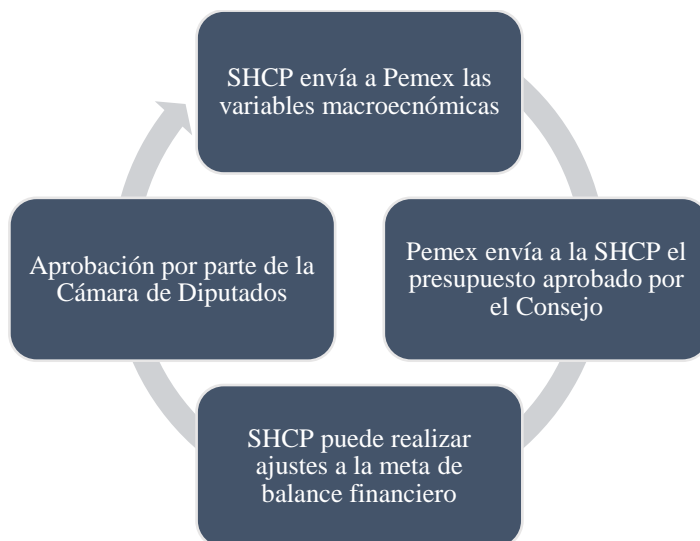 SHCP envía a Pemex las
variables macroecnómicas
Pemex envía a la SHCP el
presupuesto aprobado por
el Consejo
SHCP puede realizar
ajustes a la meta de
balance financiero
Aprobación por parte de la
Cámara de Diputados